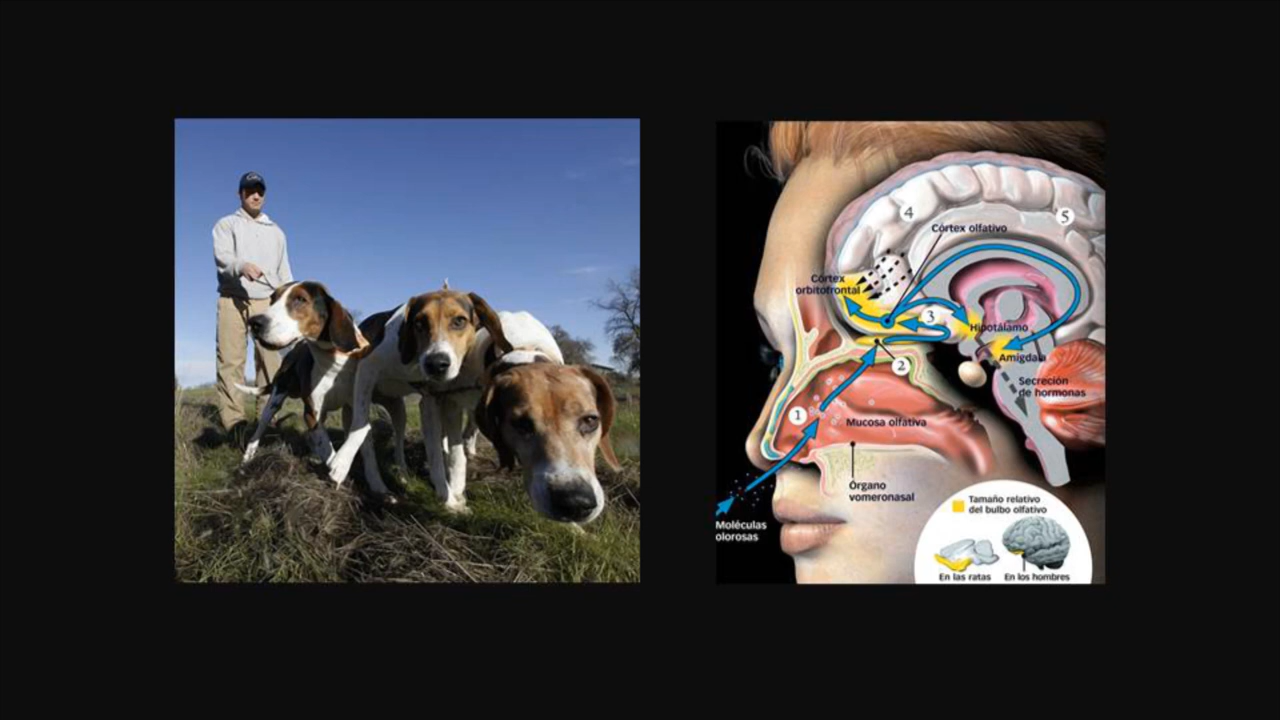 4
5
Córtex olfativo
Córtex
orbitofrontal
3
Hipotálamo
Amígdala
2
Secreción
de hormonas
1
Mucosa olfativa
Órgano
vomeronasal
Moléculas
olorosas
Tamaño relativo
del bulbo olfativo
En las ratas
En los hombres